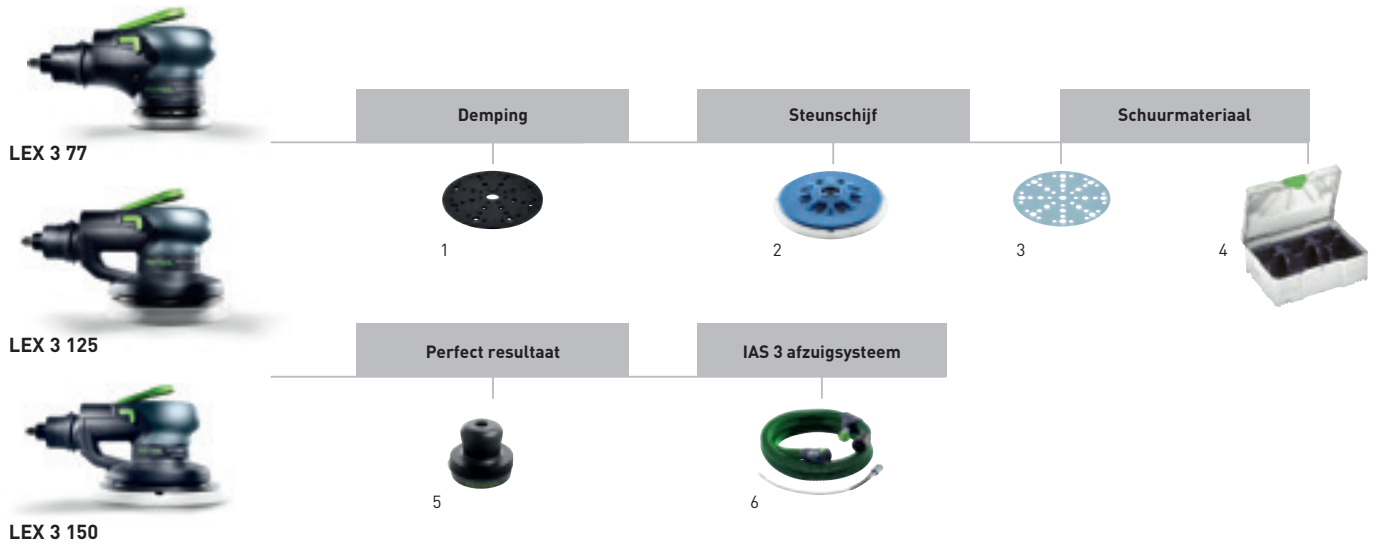 LEX 3 77
LEX 3 125
LEX 3 150
Demping
Steunschijf
Schuurmateriaal
1
2
3
4
Perfect resultaat
IAS 3 afzuigsysteem
5
6